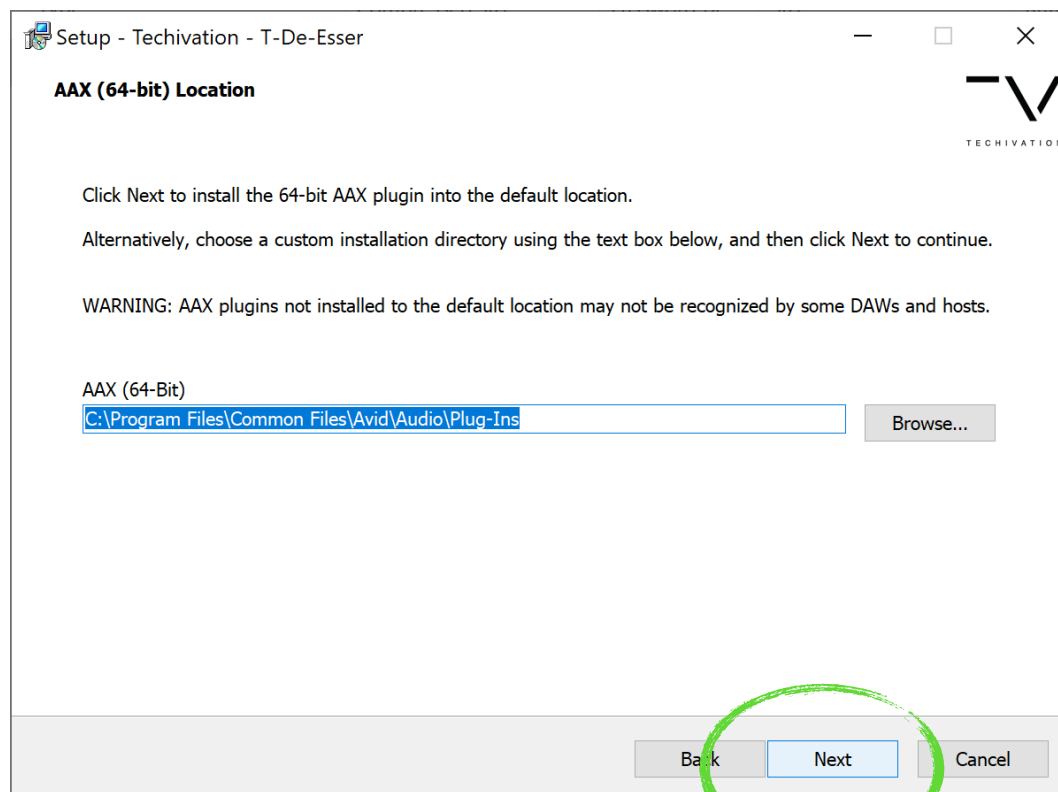 Setup - Techivation - T-De-Esser
AAX (64-bit) Location
TECHIVATION
Click Next to install the 64-bit AAX plugin into the default location.
Alternatively, choose a custom installation directory using the text box below, and then click Next to continue.
WARNING: AAX plugins not installed to the default location may not be recognized by some DAWs and hosts.
AAX (64-Bit)
C:\Program Files\Common Files\Avid\Audio\Plug-Ins
Browse...
Back
Next
Cancel